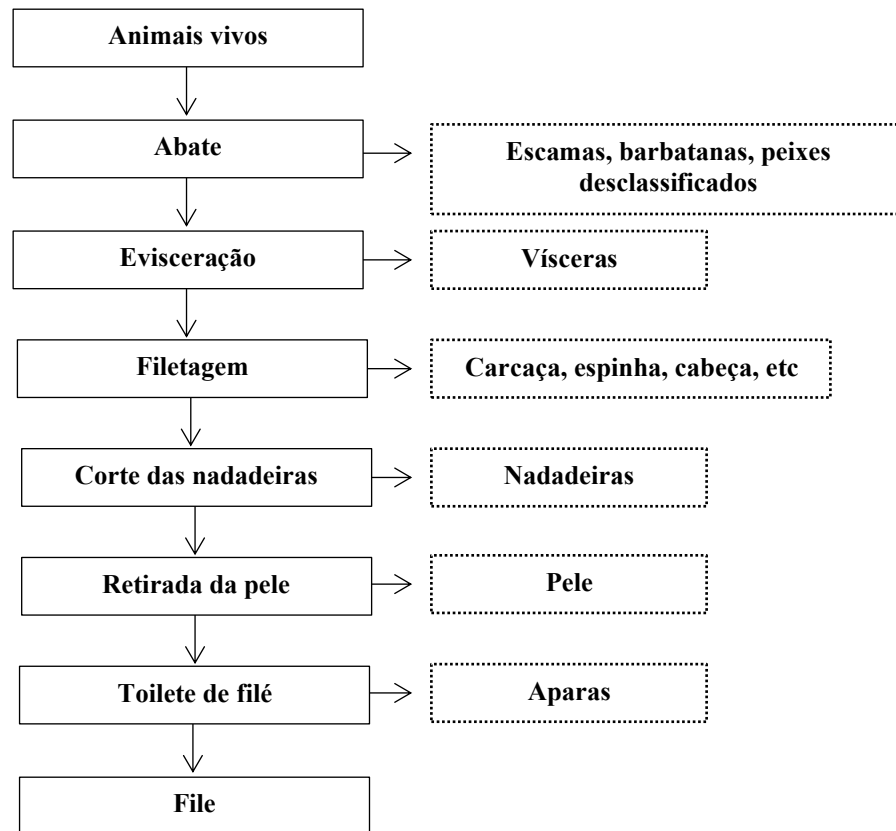 Animais vivos
Abate
Escamas, barbatanas, peixes
desclassificados
Evisceração
Vísceras
Filetagem
Carcaça, espinha, cabeça, etc
Corte das nadadeiras
Nadadeiras
Retirada da pele
Pele
Toilete de filé
Aparas
File